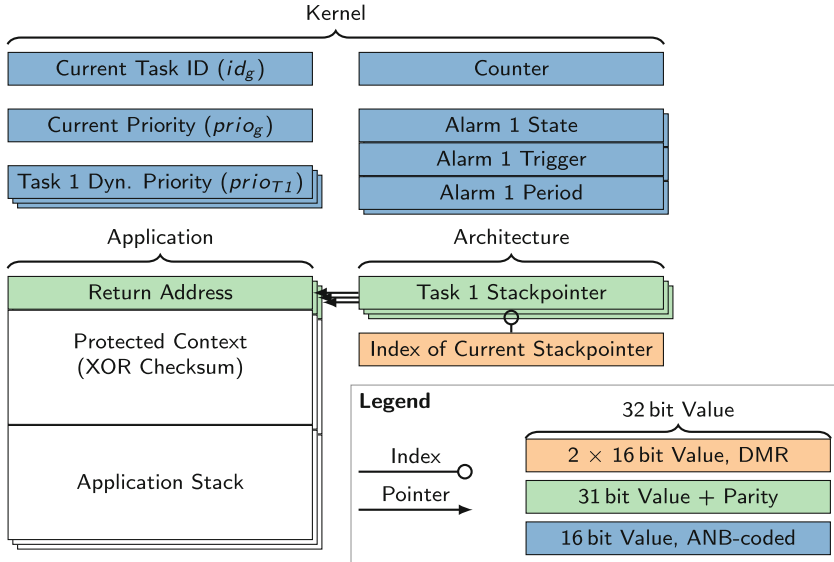 Kernel
Current Task ID (id_g)
Counter
Current Priority (prio_g)
Alarm 1 State
Alarm 1 Trigger
Task 1 Dyn. Priority (prio_T1)
Alarm 1 Period
Application
Architecture
Return Address
Task 1 Stackpointer
Protected Context
(XOR Checksum)
Index of Current Stackpointer
Application Stack
Legend
32 bit Value
Index
2 × 16 bit Value, DMR
Pointer
31 bit Value + Parity
16 bit Value, ANB-coded